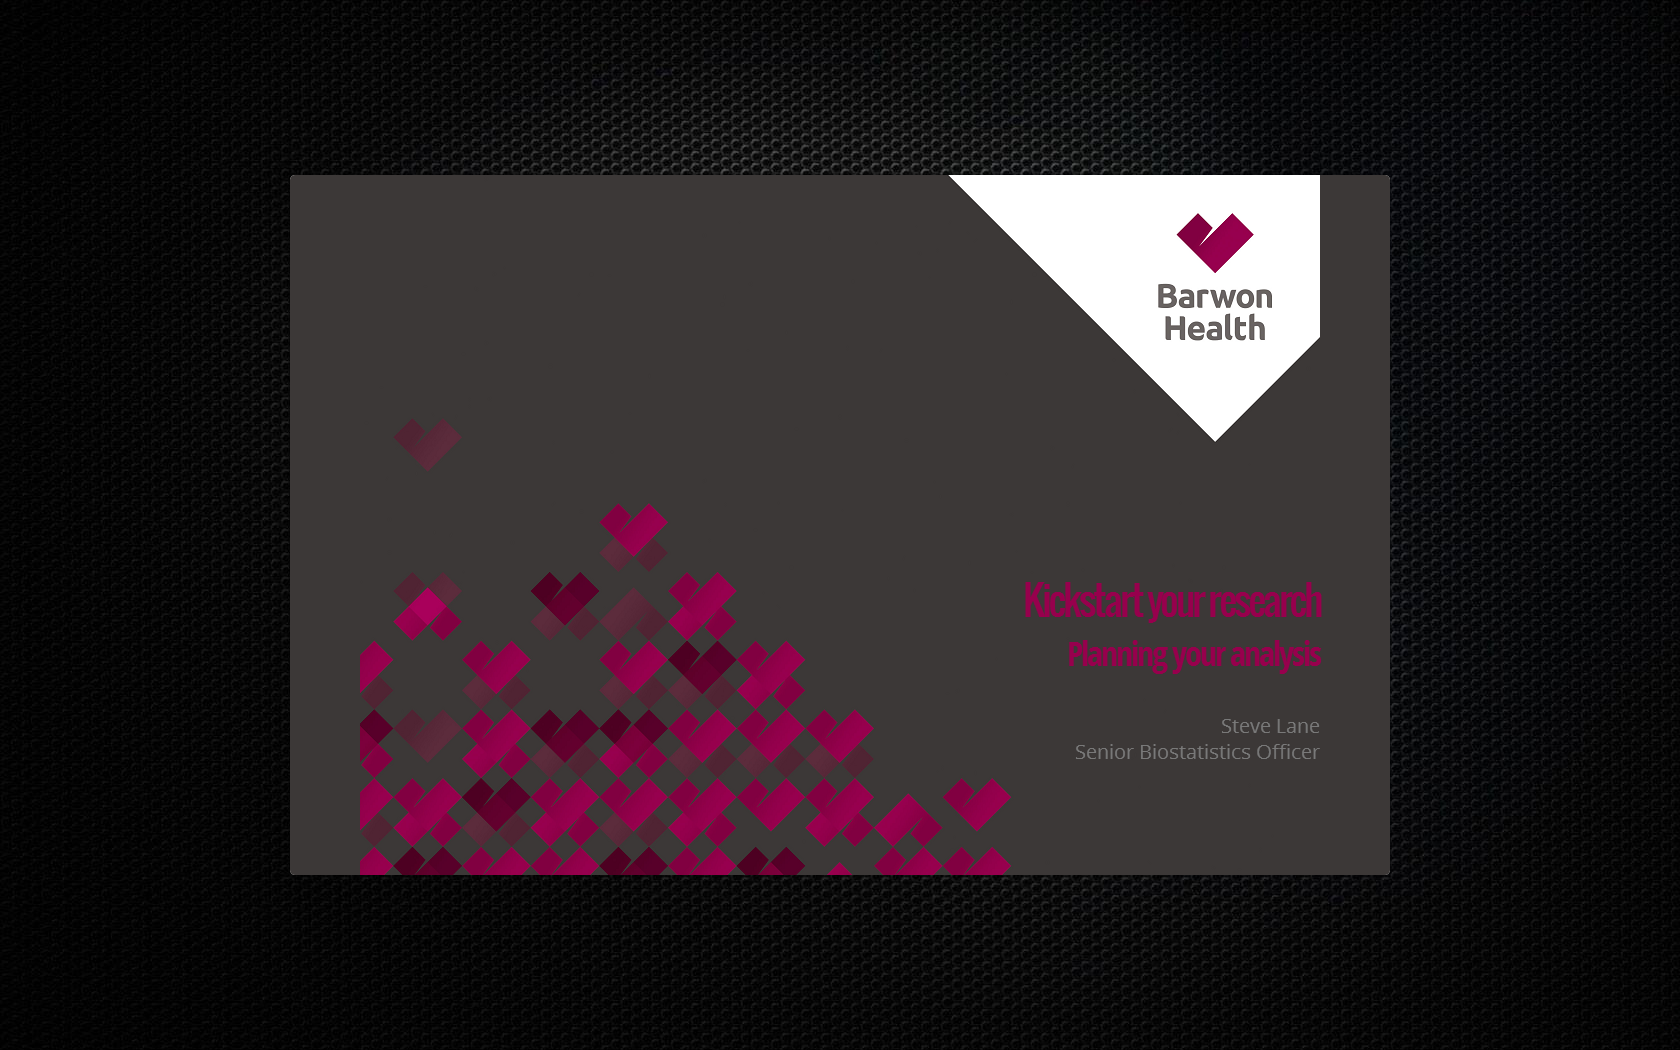 Barwon
Health
Kickstart your research
Planning your analysis
Steve Lane
Senior Biostatistics Officer